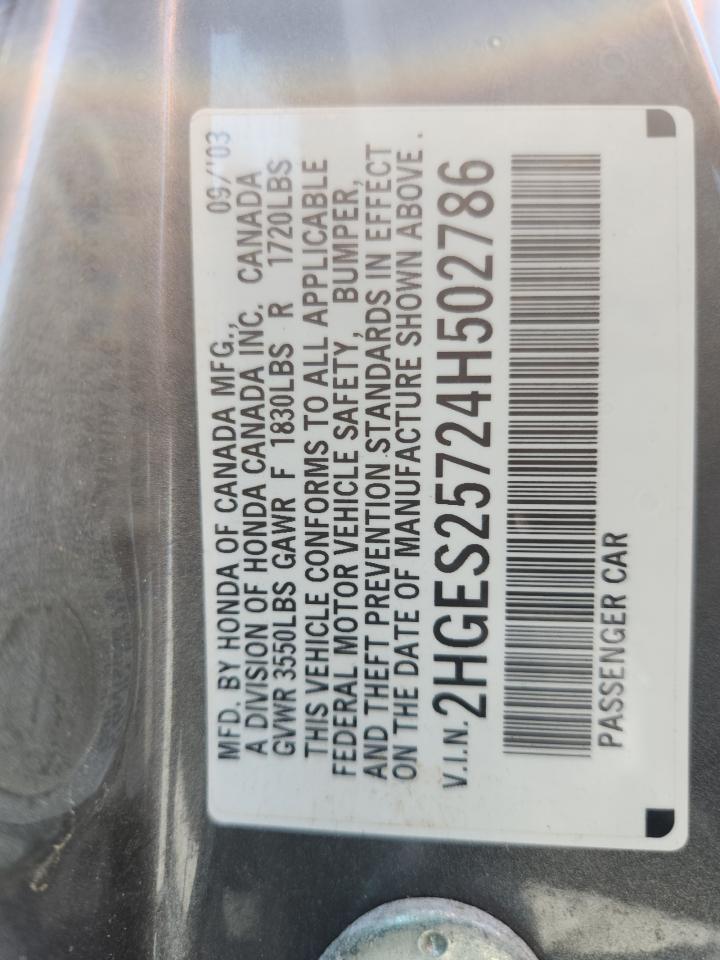 MFD. BY HONDA OF CANADA MFG., 09/'03
A DIVISION OF HONDA CANADA INC. CANADA
GVWR 3550LBS GAWR F 1830LBS R 1720LBS
THIS VEHICLE CONFORMS TO ALL APPLICABLE
FEDERAL MOTOR VEHICLE SAFETY, BUMPER,
AND THEFT PREVENTION STANDARDS IN EFFECT
ON THE DATE OF MANUFACTURE SHOWN ABOVE.
V.I.N. 2HGES25724H502786
PASSENGER CAR